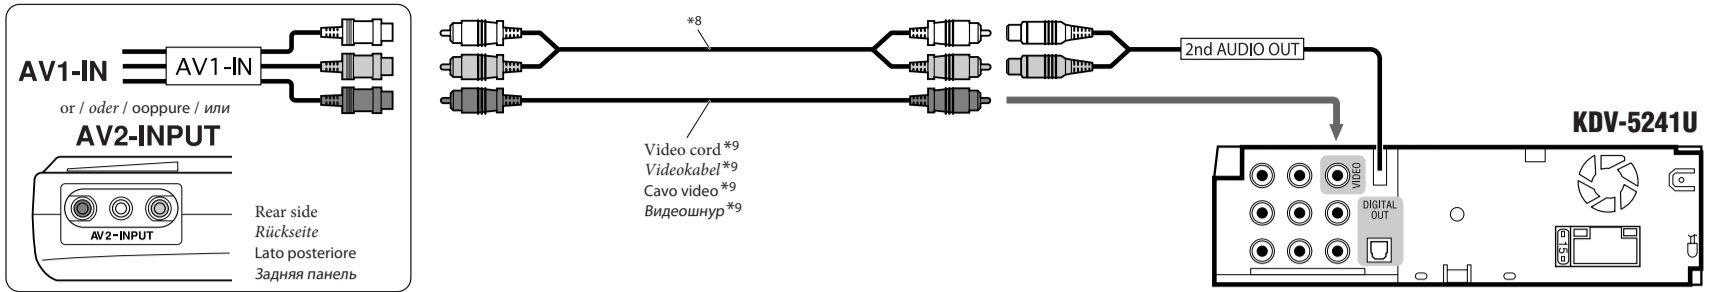 AV1-IN
AV1-IN
or / oder / ooppure / или
AV2-INPUT
AV2-INPUT
Rear side
Rückseite
Lato posteriore
Задняя панель
*8
Video cord *9
Videokabel *9
Cavo video *9
Видеошнур *9
2nd AUDIO OUT
KDV-5241U
VIDEO
DIGITAL
OUT
15